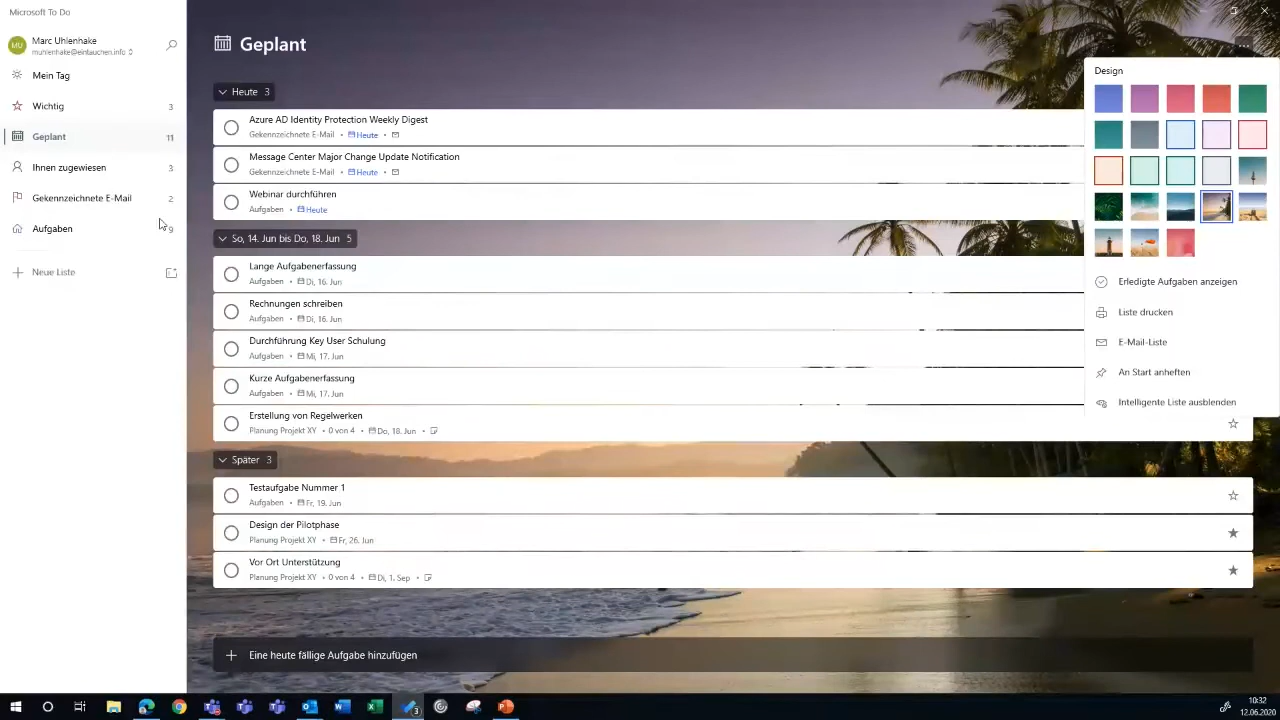 Microsoft To Do
MU
Marc Uhlenhake
muhlenhake@eintauchen.info
Mein Tag
Wichtig 3
Geplant 11
Ihnen zugewiesen 3
Gekennzeichnete E-Mail 2
Aufgaben 9
Neue Liste
Geplant
Heute 3
Azure AD Identity Protection Weekly Digest
Gekennzeichnete E-Mail • Heute •
Message Center Major Change Update Notification
Gekennzeichnete E-Mail • Heute •
Webinar durchführen
Aufgaben • Heute
So, 14. Jun bis Do, 18. Jun 5
Lange Aufgabenerfassung
Aufgaben • Di, 16. Jun
Rechnungen schreiben
Aufgaben • Di, 16. Jun
Durchführung Key User Schulung
Aufgaben • Mi, 17. Jun
Kurze Aufgabenerfassung
Aufgaben • Mi, 17. Jun
Erstellung von Regelwerken
Planung Projekt XY • 0 von 4 • Do, 18. Jun •
Später 3
Testaufgabe Nummer 1
Aufgaben • Fr, 19. Jun
Design der Pilotphase
Planung Projekt XY • Fr, 26. Jun
Vor Ort Unterstützung
Planung Projekt XY • 0 von 4 • Di, 1. Sep •
Eine heute fällige Aufgabe hinzufügen
Design
Erledigte Aufgaben anzeigen
Liste drucken
E-Mail-Liste
An Start anheften
Intelligente Liste ausblenden
3
10:32
12.06.2020